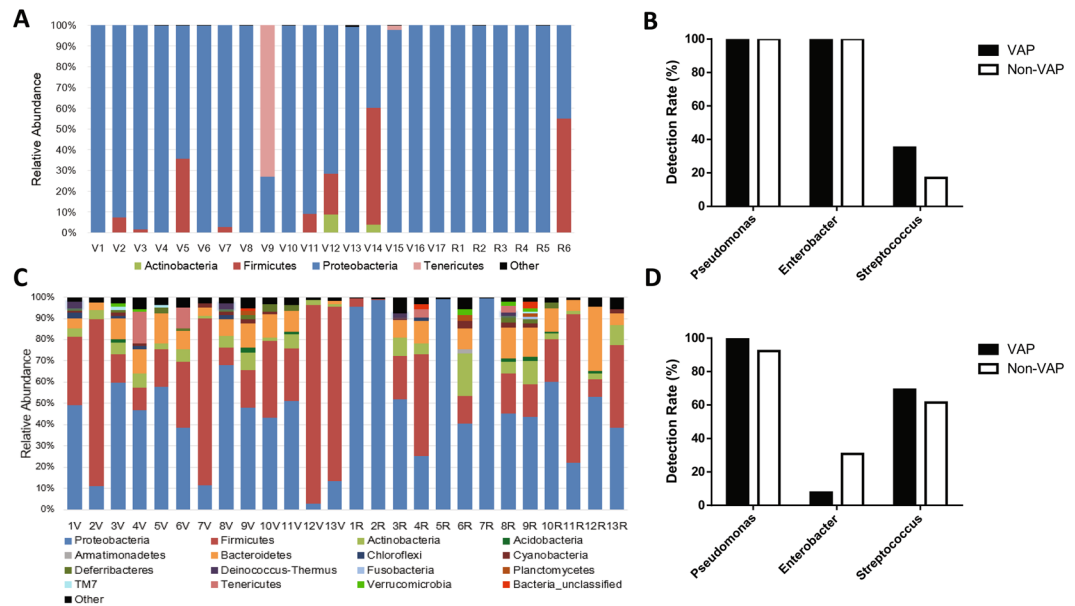 A
100%
90%
80%
70%
60%
50%
40%
30%
20%
10%
0%
Relative Abundance
V1 V2 V3 V4 V5 V6 V7 V8 V9 V10 V11 V12 V13 V14 V15 V16 V17 R1 R2 R3 R4 R5 R6
Actinobacteria Firmicutes Proteobacteria Tenericutes Other
B
100
80
60
40
20
0
Detection Rate (%)
Pseudomonas
Enterobacter
Streptococcus
VAP
Non-VAP
C
100%
90%
80%
70%
60%
50%
40%
30%
20%
10%
0%
Relative Abundance
1V 2V 3V 4V 5V 6V 7V 8V 9V 10V 11V 12V 13V 1R 2R 3R 4R 5R 6R 7R 8R 9R 10R 11R 12R 13R
Proteobacteria Firmicutes Actinobacteria Acidobacteria
Amatimonadetes Bacteroidetes Chloroflexi Cyanobacteria
Deferribacteres Deinococcus-Thermus Fusobacteria Planctomycetes
TM7 Tenericutes Verrucomicrobia Bacteria_unclassified
Other
D
100
80
60
40
20
0
Detection Rate (%)
Pseudomonas
Enterobacter
Streptococcus
VAP
Non-VAP